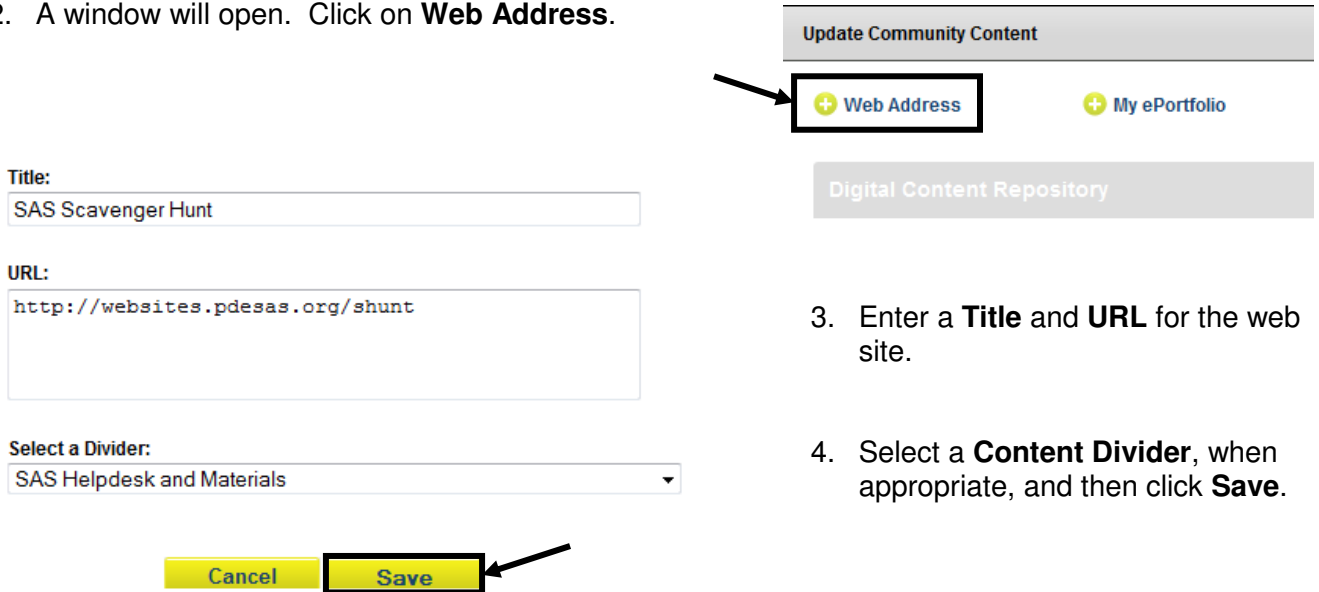 2. A window will open. Click on Web Address.
Update Community Content
Web Address
My ePortfolio
Digital Content Repository
Title:
SAS Scavenger Hunt
URL:
http://websites.pdesas.org/shunt
3. Enter a Title and URL for the web
site.
Select a Divider:
SAS Helpdesk and Materials
4. Select a Content Divider, when
appropriate, and then click Save.
Cancel
Save